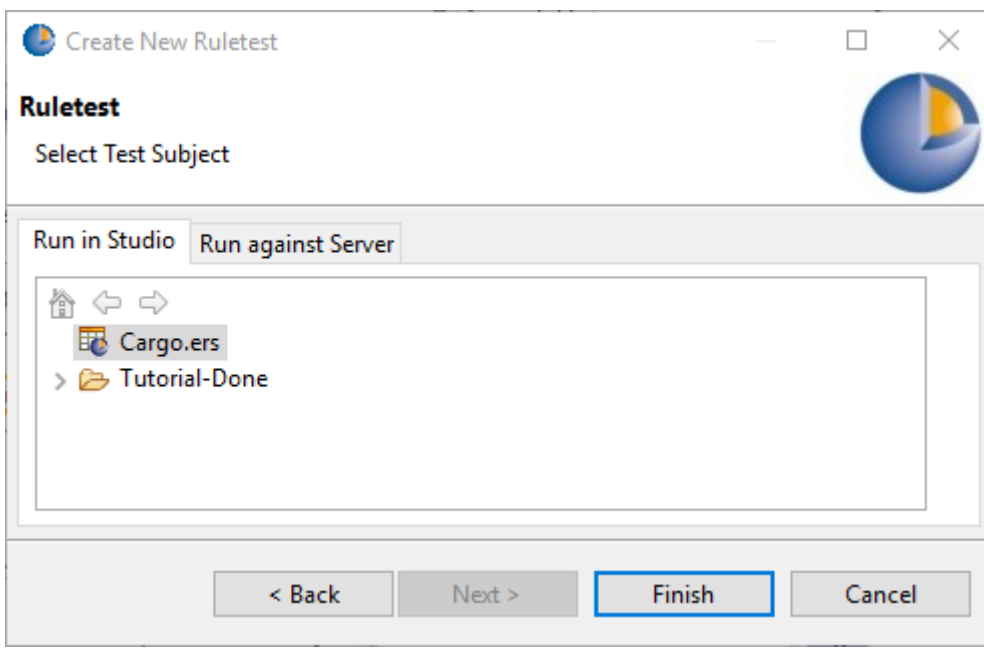 Create New Ruletest
Ruletest
Select Test Subject
Run in Studio Run against Server
Cargo.ers
Tutorial-Done
< Back Next > Finish Cancel